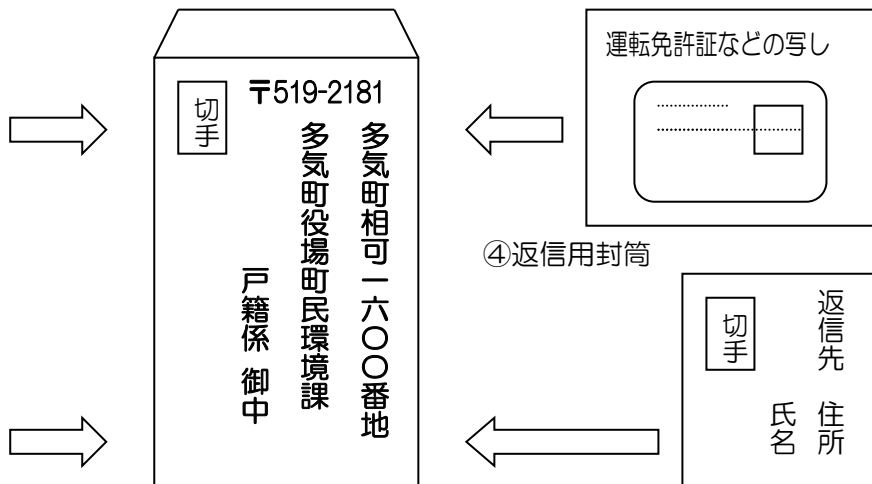 切手
〒519-2181
多気町相可一六〇〇番地
多気町役場町民環境課
戸籍係 御中
運転免許証などの写し
④返信用封筒
切手
返信先 住所
氏名